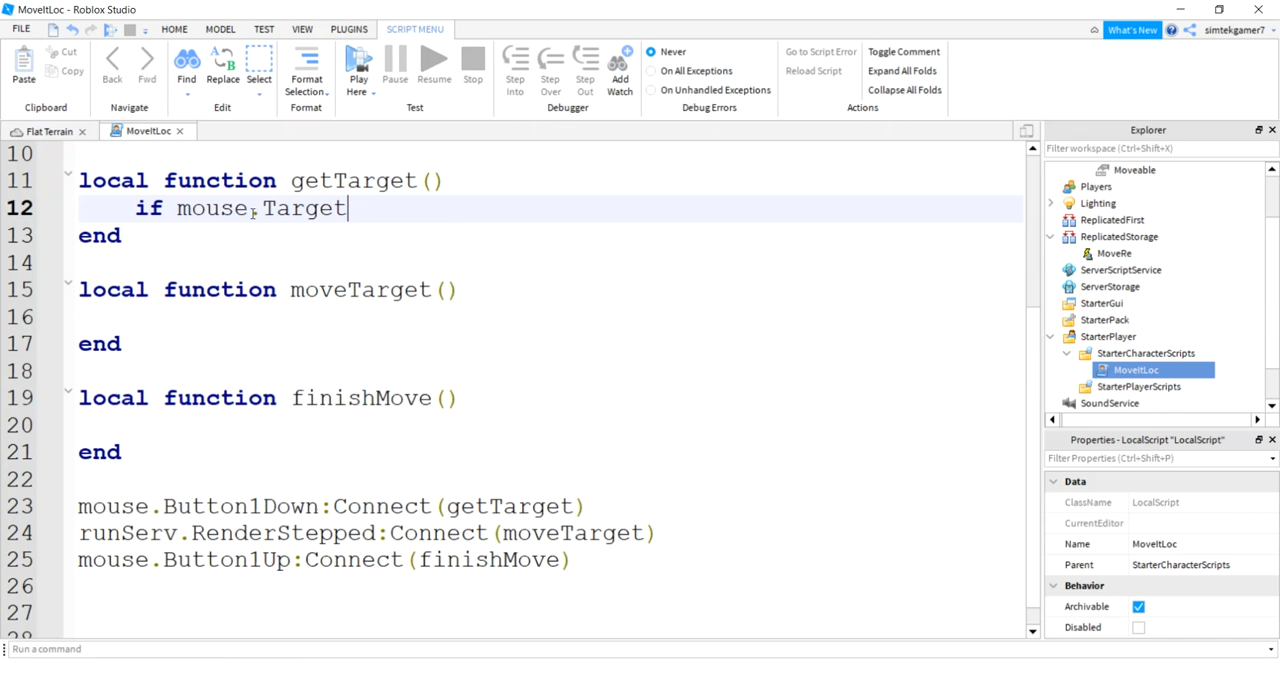 MoveItLoc - Roblox Studio
FILE HOME MODEL TEST VIEW PLUGINS SCRIPT MENU What's New simtekgamer7
Paste Cut Copy Back Fwd Find Replace Select Format Selection Play Here Pause Resume Stop Step Into Step Over Step Out Add Watch
Never Go to Script Error Toggle Comment
On All Exceptions Reload Script Expand All Folds
On Unhandled Exceptions Collapse All Folds
Clipboard Navigate Edit Format Test Debugger Debug Errors Actions
Flat Terrain MoveItLoc
10
11 local function getTarget()
12 if mouse.Target
13 end
14
15 local function moveTarget()
16
17 end
18
19 local function finishMove()
20
21 end
22
23 mouse.Button1Down:Connect(getTarget)
24 runServ.RenderStepped:Connect(moveTarget)
25 mouse.Button1Up:Connect(finishMove)
26
27
28
Explorer
Filter workspace (Ctrl+Shift+X)
Moveable
Players
Lighting
ReplicatedFirst
ReplicatedStorage
MoveRe
ServerScriptService
ServerStorage
StarterGui
StarterPack
StarterPlayer
StarterCharacterScripts
MoveItLoc
StarterPlayerScripts
SoundService
Properties - LocalScript "LocalScript"
Filter Properties (Ctrl+Shift+P)
Data
ClassName LocalScript
CurrentEditor
Name MoveItLoc
Parent StarterCharacterScripts
Behavior
Archivable
Disabled
Run a command